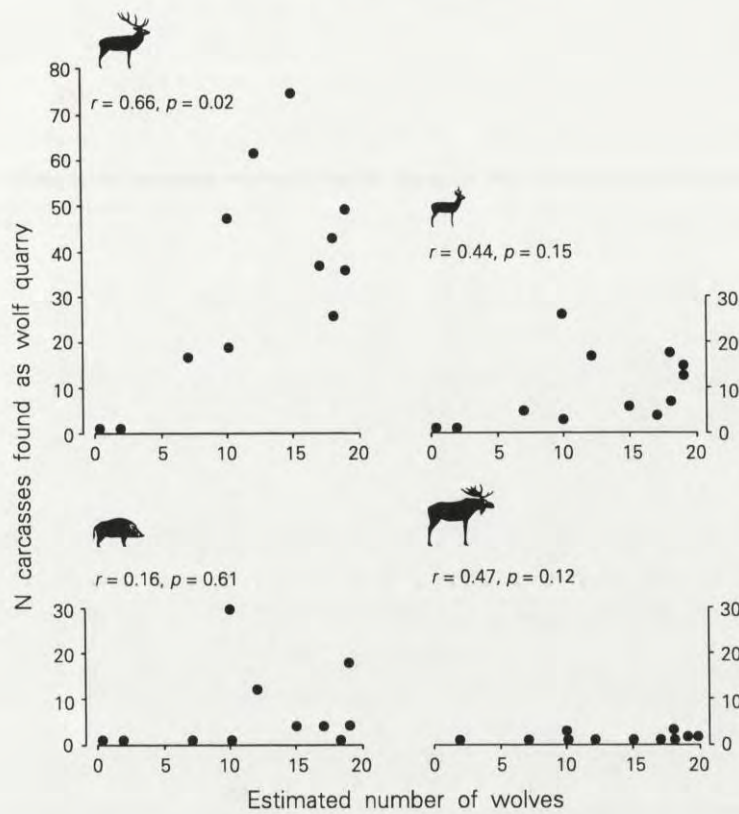 N carcasses found as wolf quarry
r = 0.66, p = 0.02
80
70
60
50
40
30
20
10
0
0 5 10 15 20
r = 0.44, p = 0.15
30
20
10
0
0 5 10 15 20
r = 0.16, p = 0.61
30
20
10
0
0 5 10 15 20
r = 0.47, p = 0.12
30
20
10
0
0 5 10 15 20
Estimated number of wolves